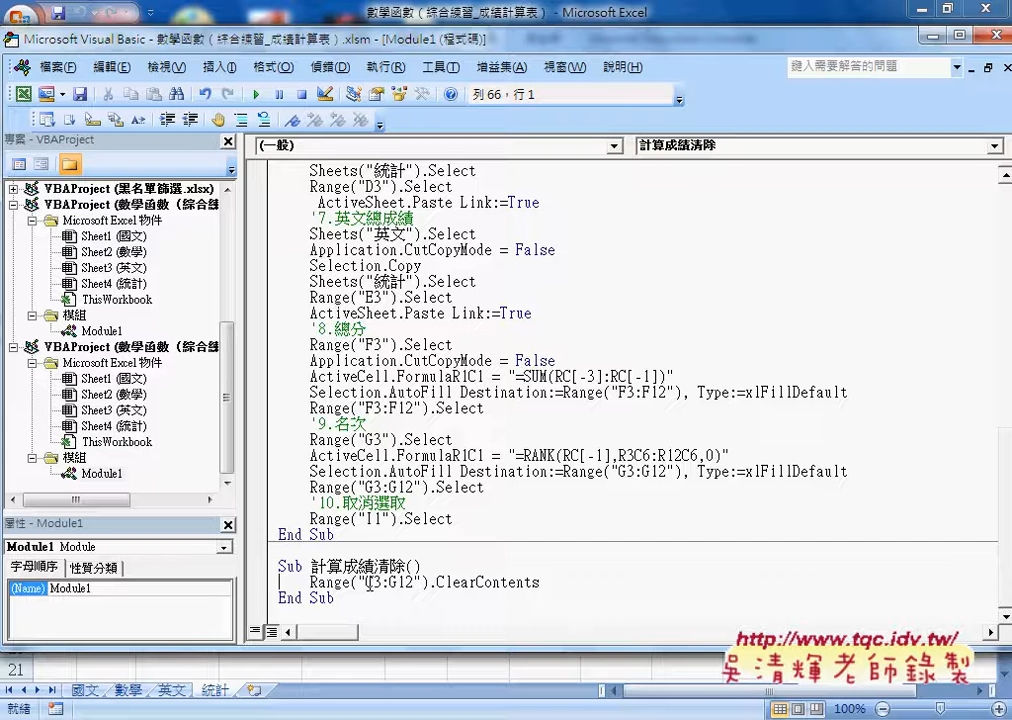 數學函數（綜合練習_成績計算表） - Microsoft Excel
Microsoft Visual Basic - 數學函數（綜合練習_成績計算表）.xlsm - [Module1 (程式碼)]
檔案(F) 編輯(E) 檢視(V) 插入(I) 格式(O) 偵錯(D) 執行(R) 工具(T) 增益集(A) 視窗(W) 說明(H) 鍵入需要解答的問題
列 66，行 1
專案 - VBAProject
(一般) 計算成績清除
VBAProject (黑名單篩選.xlsx)
VBAProject (數學函數（綜合
Microsoft Excel 物件
Sheet1 (國文)
Sheet2 (數學)
Sheet3 (英文)
Sheet4 (統計)
ThisWorkbook
模組
Module1
VBAProject (數學函數（綜合
Microsoft Excel 物件
Sheet1 (國文)
Sheet2 (數學)
Sheet3 (英文)
Sheet4 (統計)
ThisWorkbook
模組
Module1
屬性 - Module1
Module1 Module
字母順序 性質分類
(Name) Module1
Sheets("統計").Select
Range("D3").Select
ActiveSheet.Paste Link:=True
'7.英文總成績
Sheets("英文").Select
Application.CutCopyMode = False
Selection.Copy
Sheets("統計").Select
Range("E3").Select
ActiveSheet.Paste Link:=True
'8.總分
Range("F3").Select
Application.CutCopyMode = False
ActiveCell.FormulaR1C1 = "=SUM(RC[-3]:RC[-1])"
Selection.AutoFill Destination:=Range("F3:F12"), Type:=xlFillDefault
Range("F3:F12").Select
'9.名次
Range("G3").Select
ActiveCell.FormulaR1C1 = "=RANK(RC[-1],R3C6:R12C6,0)"
Selection.AutoFill Destination:=Range("G3:G12"), Type:=xlFillDefault
Range("G3:G12").Select
'10.取消選取
Range("I1").Select
End Sub
Sub 計算成績清除()
Range("C3:G12").ClearContents
End Sub
http://www.tqc.idv.tw/
吳清輝老師錄製
21
國文 數學 英文 統計
就緒 100%